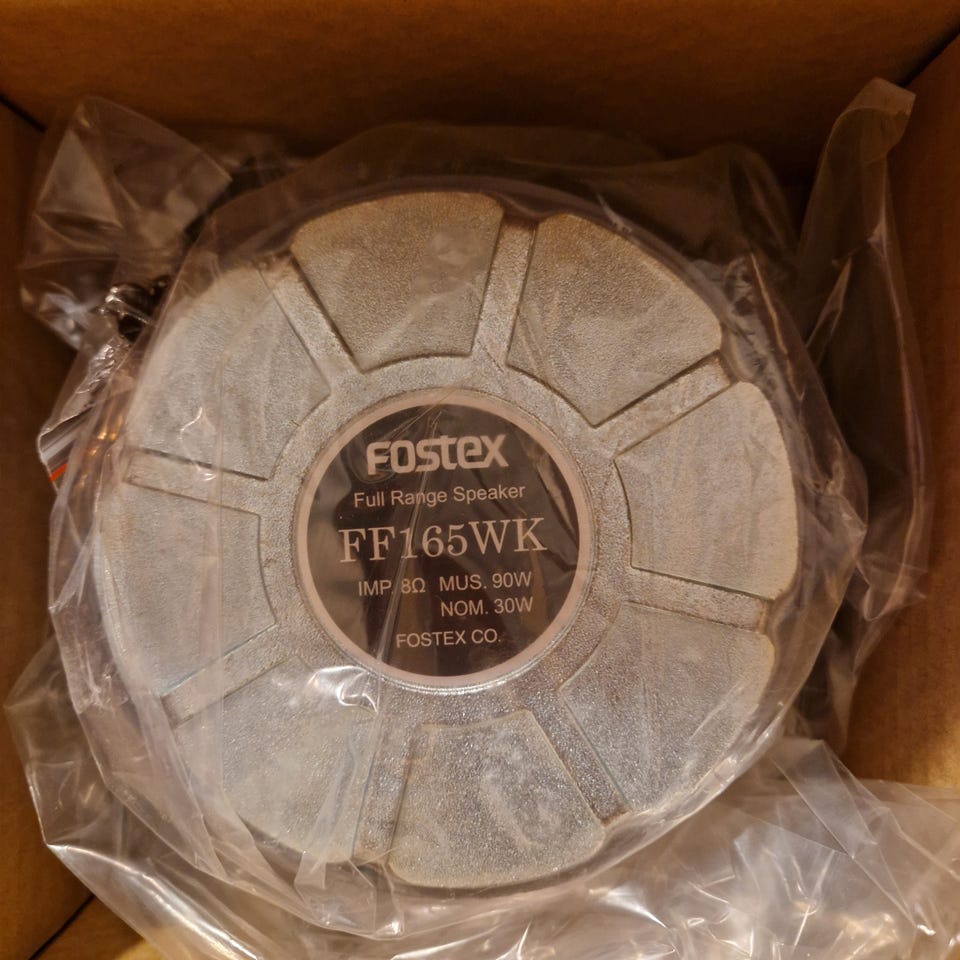 Fostex
Full Range Speaker
FF165WK
IMP. 8Ω MUS. 90W
NOM. 30W
FOSTEX CO.